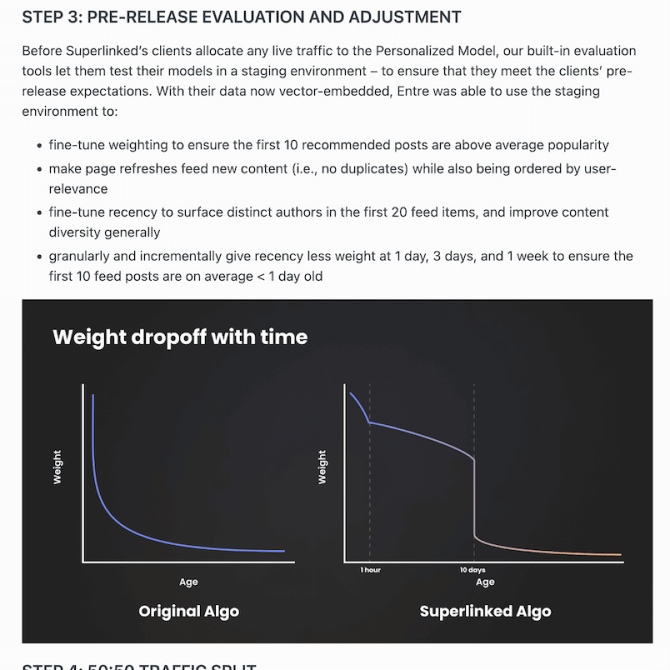 STEP 3: PRE-RELEASE EVALUATION AND ADJUSTMENT
Before Superlinked's clients allocate any live traffic to the Personalized Model, our built-in evaluation
tools let them test their models in a staging environment – to ensure that they meet the clients' pre-
release expectations. With their data now vector-embedded, Entre was able to use the staging
environment to:
• fine-tune weighting to ensure the first 10 recommended posts are above average popularity
• make page refreshes feed new content (i.e., no duplicates) while also being ordered by user-
relevance
• fine-tune recency to surface distinct authors in the first 20 feed items, and improve content
diversity generally
• granularly and incrementally give recency less weight at 1 day, 3 days, and 1 week to ensure the
first 10 feed posts are on average < 1 day old
Weight dropoff with time
Weight
Age
Original Algo
Weight
1 hour
10 days
Age
Superlinked Algo
STEP 4: 50:50 TRAFFIC SPLIT